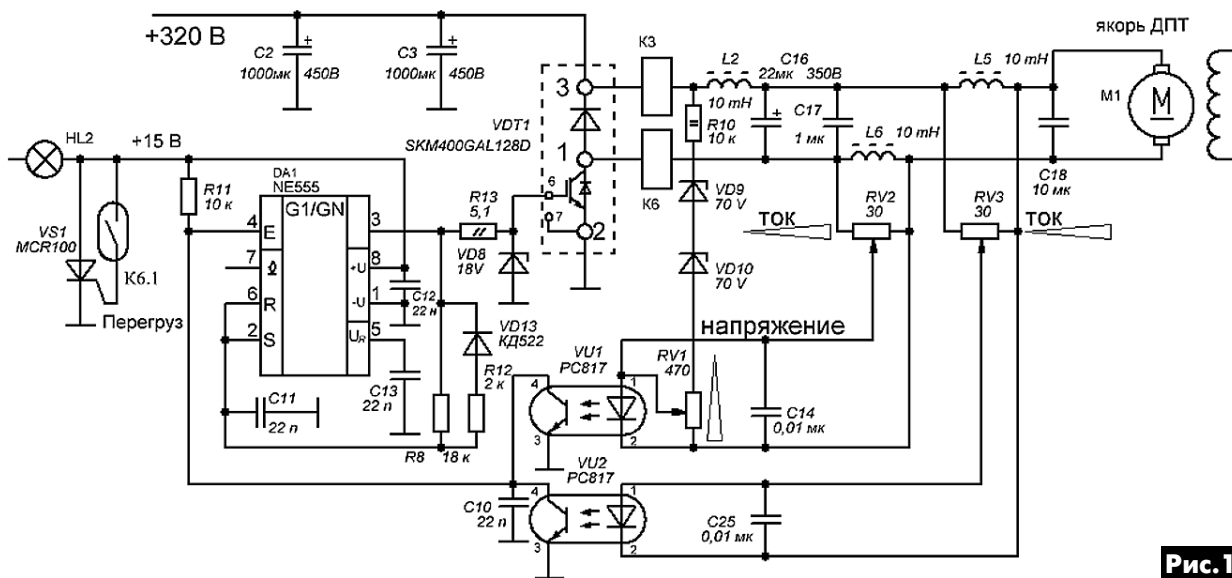 +320 В
C2
1000мк
+
450В
C3
1000мк
+
450В
К3
L2
10 mH
C16
22мк
350В
+
C17
1 мк
L5
10 mH
якорь ДПТ
М1
М
C18
10 мк
L6
10 mH
R10
10 к
VDT1
SKM400GAL128D
3
1
2
6
7
К6
HL2
+15 В
VS1
MCR100
К6.1
Перегруз
R11
10 к
DA1
NE555
G1/GN
4
E
3
7
+U
8
6
R
-U
1
2
S
UR
5
R13
5,1
VD8
18V
C12
22 н
VD13
КД522
R12
2 к
C13
22 п
C11
22 п
R8
18 к
VD9
70 V
VD10
70 V
ток
RV2
30
RV3
30
ток
напряжение
RV1
470
VU1
PC817
4
3
1
2
C14
0,01 мк
VU2
PC817
4
3
1
2
C10
22 п
C25
0,01 мк
Рис.1